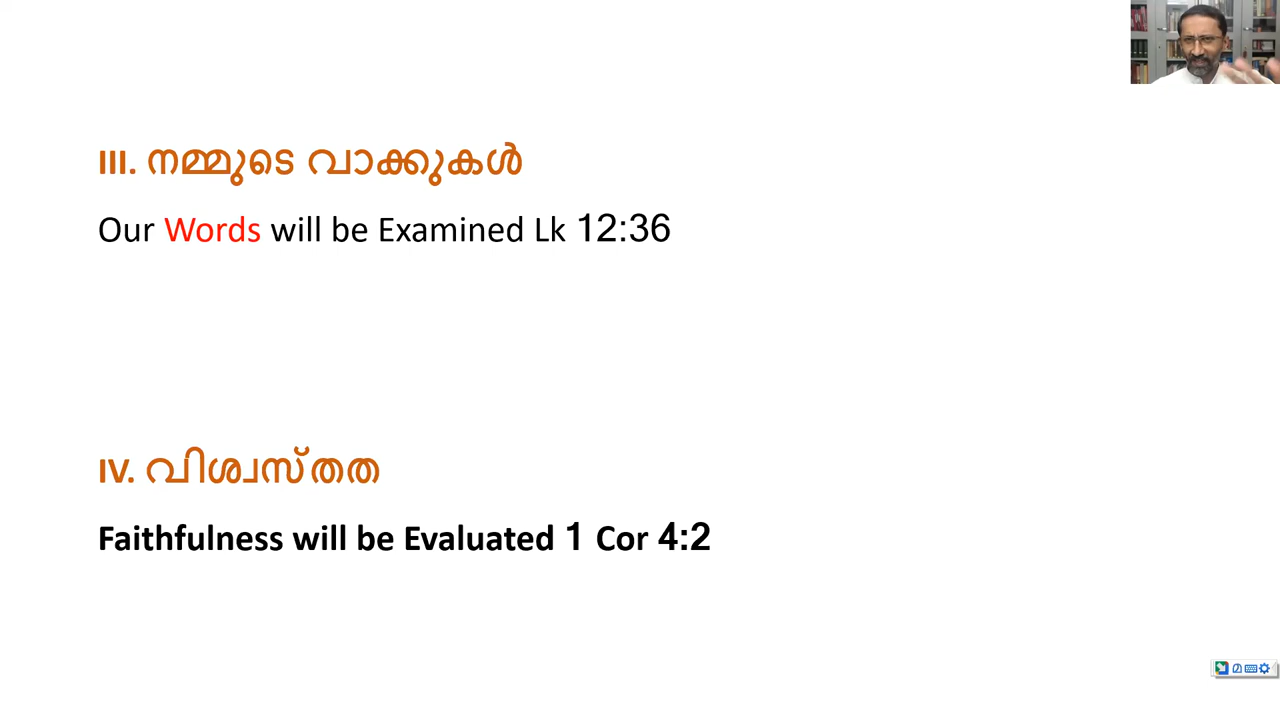 III. നമ്മുടെ വാക്കുകൾ
Our Words will be Examined Lk 12:36
IV. വിശ്വസ്തത
Faithfulness will be Evaluated 1 Cor 4:2